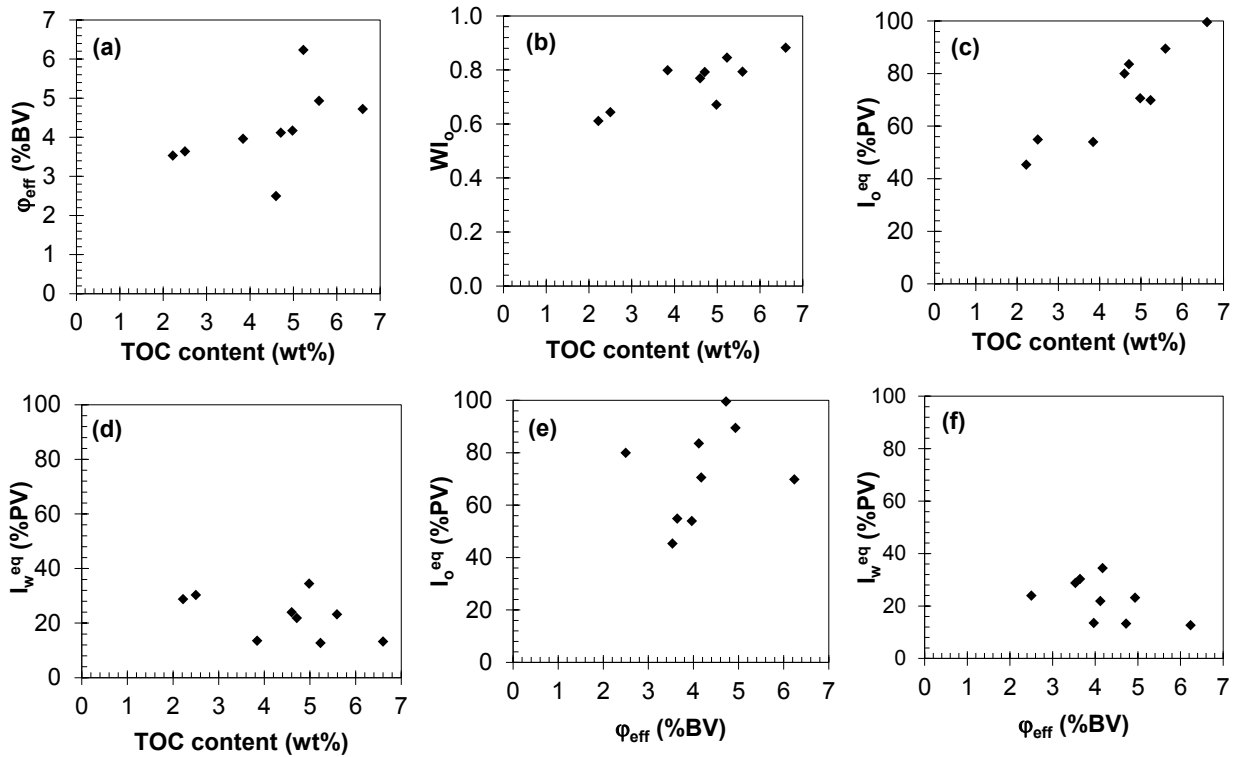 (a)
φeff (%BV)
7
6
5
4
3
2
1
0
0 1 2 3 4 5 6 7
TOC content (wt%)
(b)
WIo
1.0
0.8
0.6
0.4
0.2
0.0
0 1 2 3 4 5 6 7
TOC content (wt%)
(c)
Ioeq (%PV)
100
80
60
40
20
0
0 1 2 3 4 5 6 7
TOC content (wt%)
(d)
Iweq (%PV)
100
80
60
40
20
0
0 1 2 3 4 5 6 7
TOC content (wt%)
(e)
Ioeq (%PV)
100
80
60
40
20
0
0 1 2 3 4 5 6 7
φeff (%BV)
(f)
Iweq (%PV)
100
80
60
40
20
0
0 1 2 3 4 5 6 7
φeff (%BV)